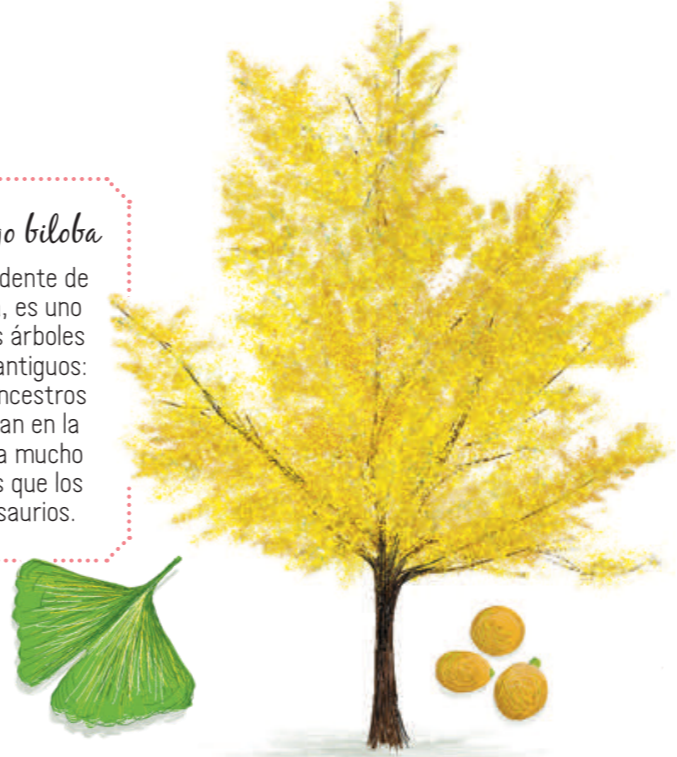 o biloba
dente de
, es uno
s árboles
antiguos:
ncestros
an en la
a mucho
s que los
saurios.